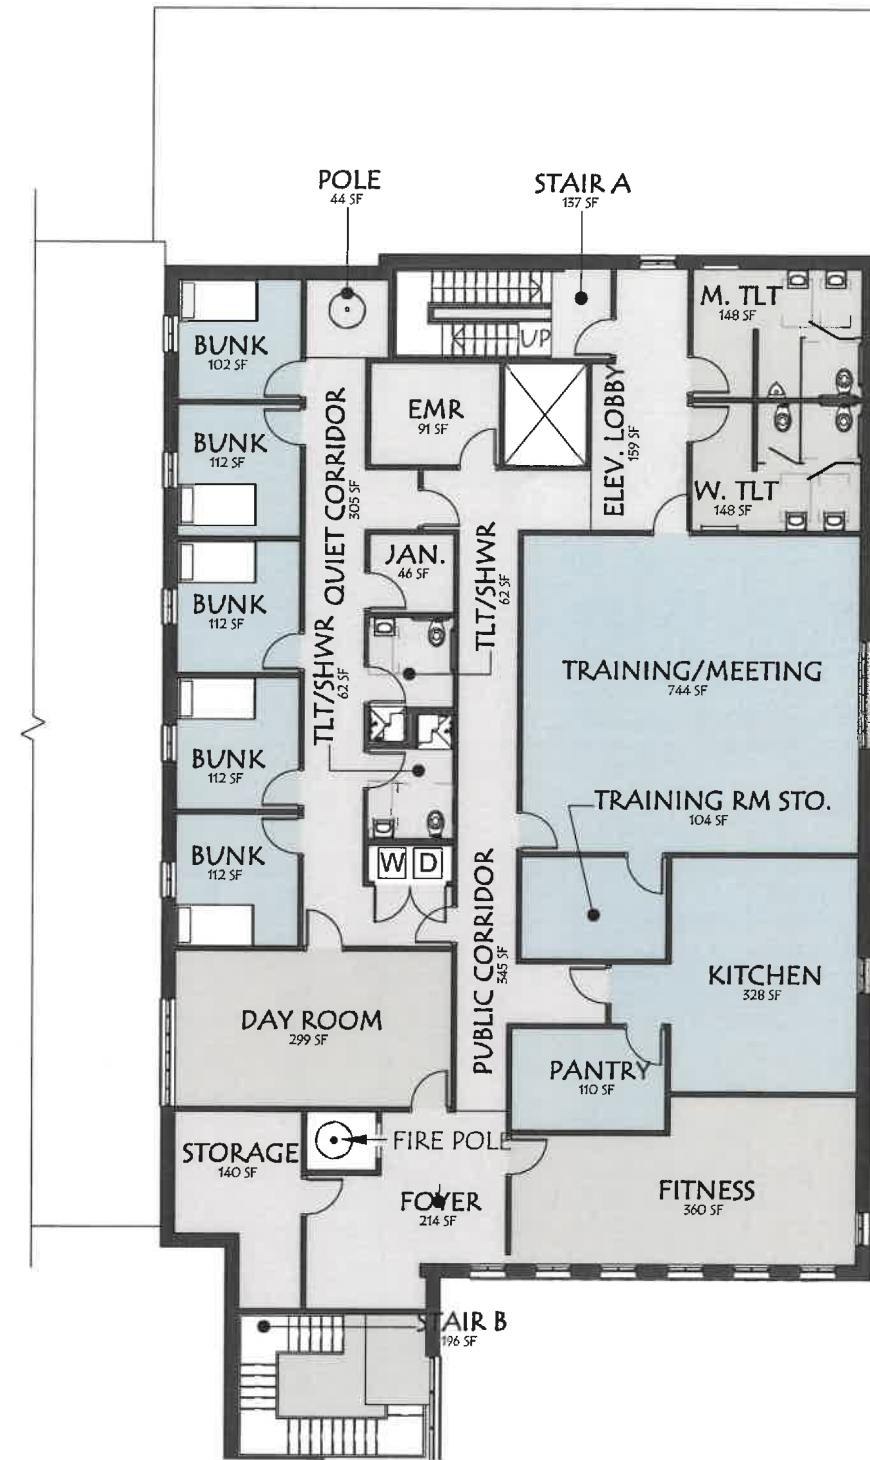 POLE
44 SF
STAIR A
137 SF
M. TLT
148 SF
BUNK
102 SF
UP
EMR
91 SF
ELEV. LOBBY
159 SF
BUNK
112 SF
W. TLT
148 SF
QUIET CORRIDOR
305 SF
JAN.
46 SF
TLT/SHWR
62 SF
BUNK
112 SF
TLT/SHWR
62 SF
TRAINING/MEETING
744 SF
BUNK
112 SF
TRAINING RM STO.
104 SF
BUNK
112 SF
W D
PUBLIC CORRIDOR
345 SF
KITCHEN
328 SF
DAY ROOM
299 SF
PANTRY
110 SF
STORAGE
140 SF
FIRE POLE
FOYER
214 SF
FITNESS
360 SF
STAIR B
196 SF